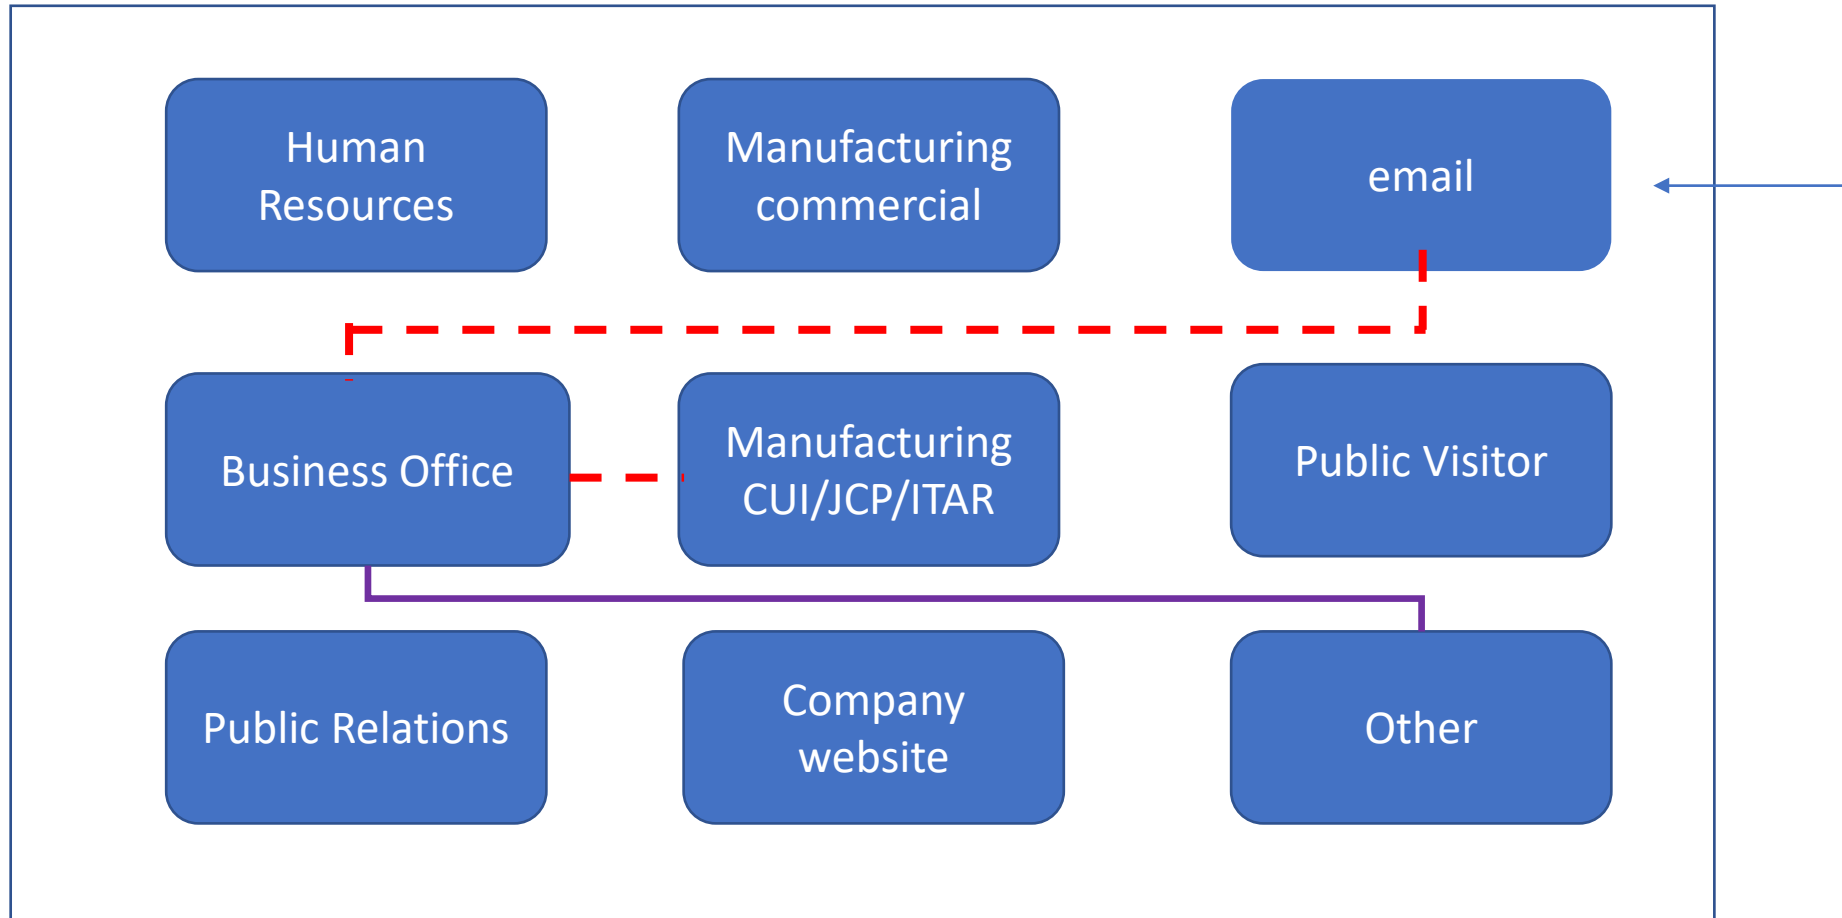 Human
Resources
Manufacturing
commercial
email
Business Office
Manufacturing
CUI/JCP/ITAR
Public Visitor
Public Relations
Company
website
Other